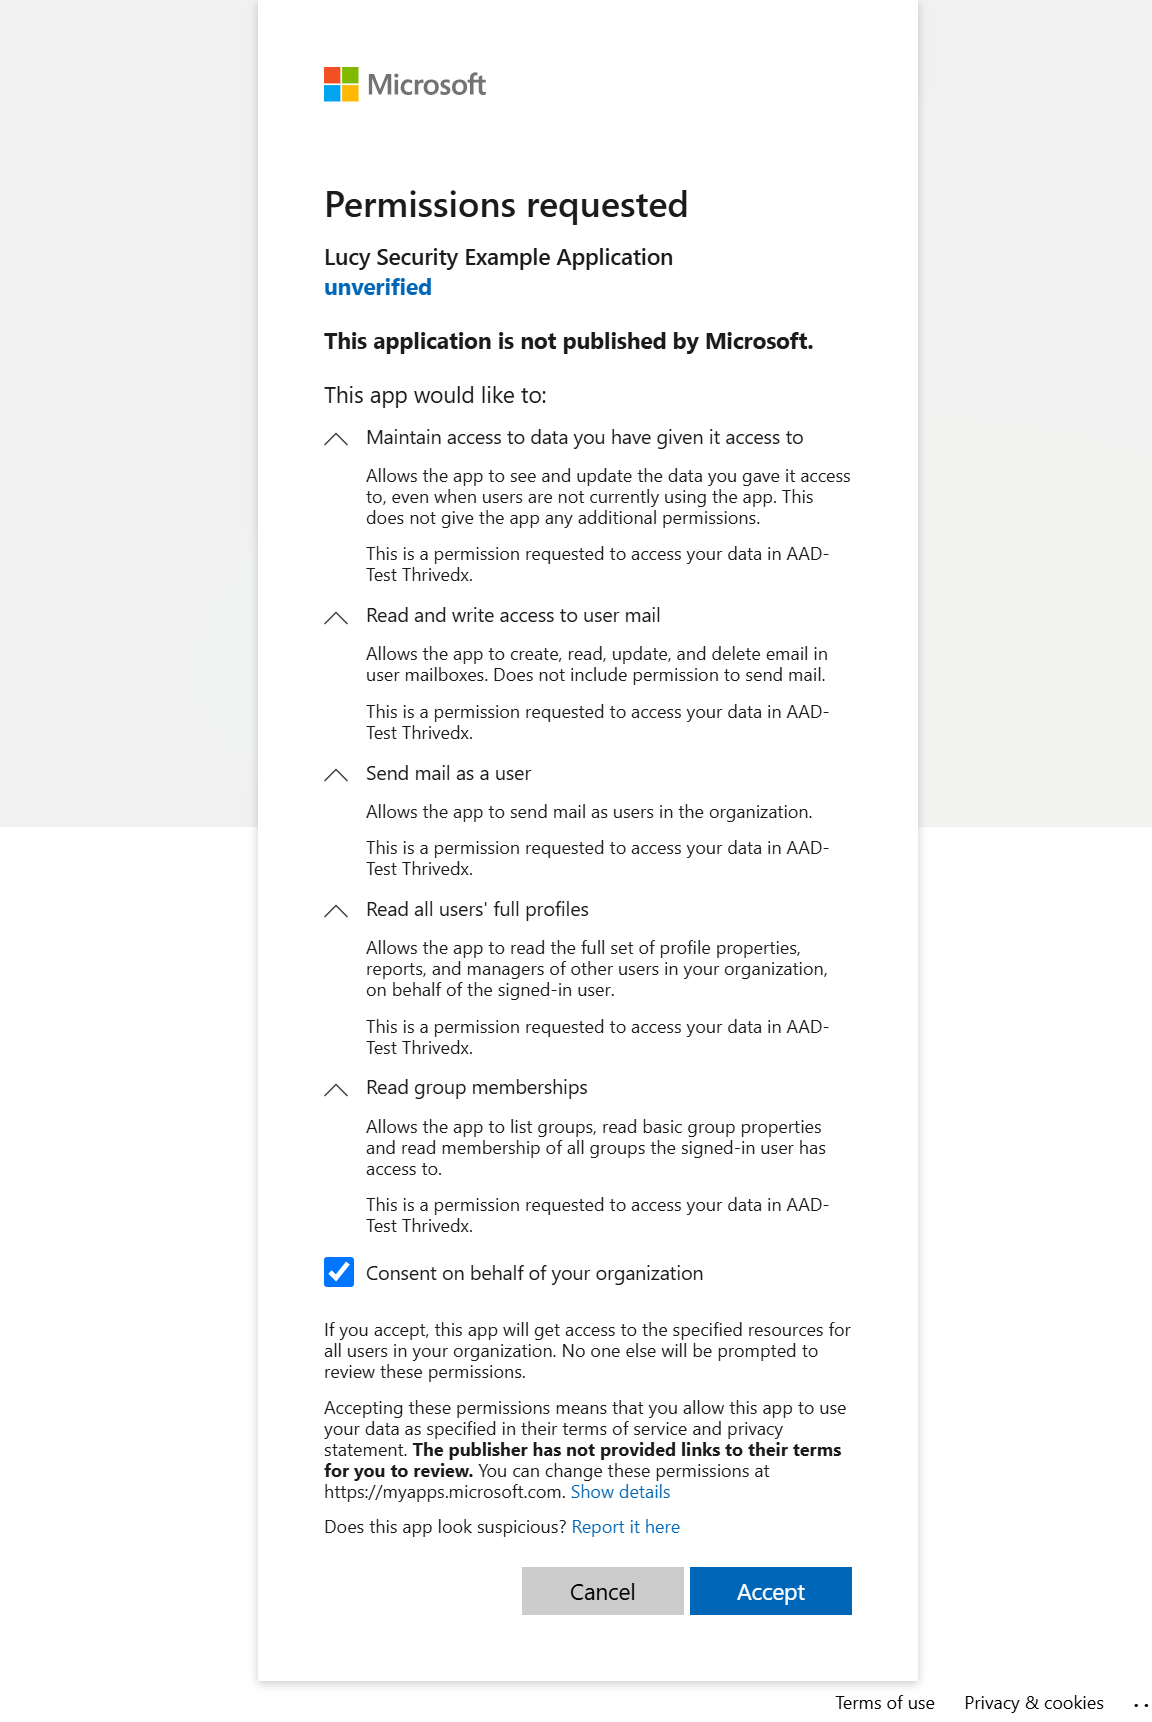 Microsoft
Permissions requested
Lucy Security Example Application
unverified
This application is not published by Microsoft.
This app would like to:
Maintain access to data you have given it access to
Allows the app to see and update the data you gave it access
to, even when users are not currently using the app. This
does not give the app any additional permissions.
This is a permission requested to access your data in AAD-
Test Thrivedx.
Read and write access to user mail
Allows the app to create, read, update, and delete email in
user mailboxes. Does not include permission to send mail.
This is a permission requested to access your data in AAD-
Test Thrivedx.
Send mail as a user
Allows the app to send mail as users in the organization.
This is a permission requested to access your data in AAD-
Test Thrivedx.
Read all users' full profiles
Allows the app to read the full set of profile properties,
reports, and managers of other users in your organization,
on behalf of the signed-in user.
This is a permission requested to access your data in AAD-
Test Thrivedx.
Read group memberships
Allows the app to list groups, read basic group properties
and read membership of all groups the signed-in user has
access to.
This is a permission requested to access your data in AAD-
Test Thrivedx.
Consent on behalf of your organization
If you accept, this app will get access to the specified resources for
all users in your organization. No one else will be prompted to
review these permissions.
Accepting these permissions means that you allow this app to use
your data as specified in their terms of service and privacy
statement. The publisher has not provided links to their terms
for you to review. You can change these permissions at
https://myapps.microsoft.com. Show details
Does this app look suspicious? Report it here
Cancel Accept
Terms of use Privacy & cookies ..